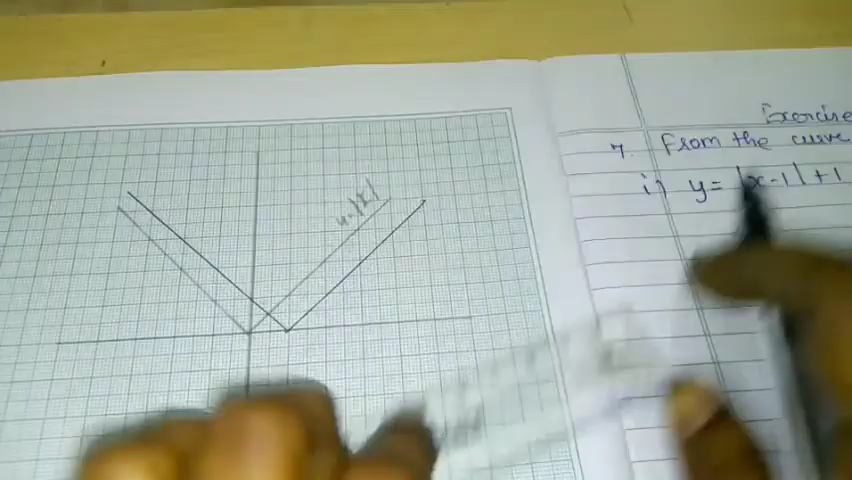 y=|x|
Exercise
7. From the curve
i) y = |x-1| + 1